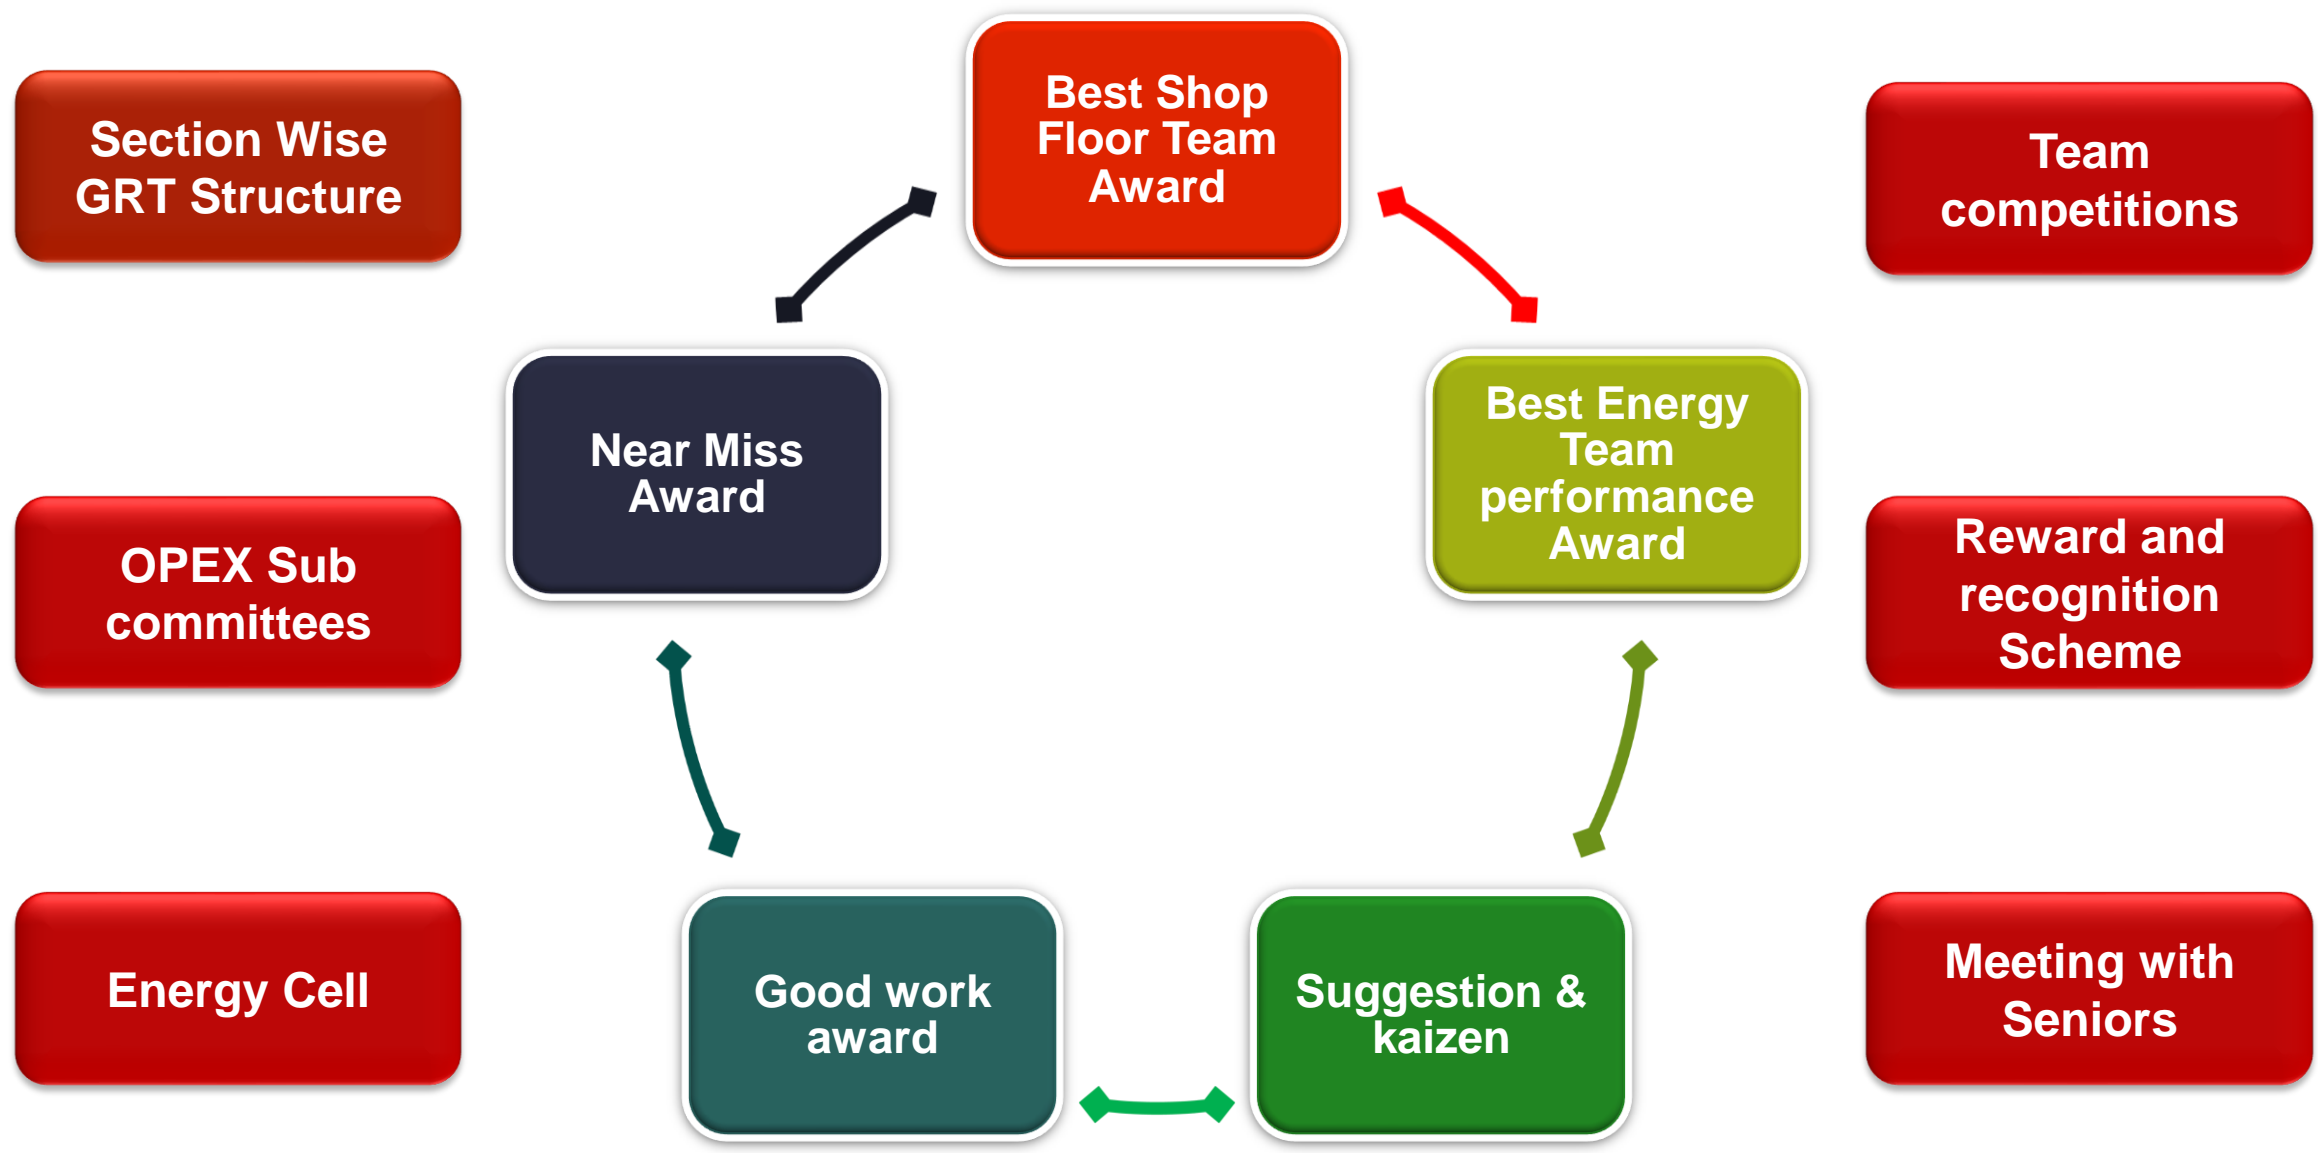 Section Wise
GRT Structure
Best Shop
Floor Team
Award
Team
competitions
Near Miss
Award
Best Energy
Team
performance
Award
OPEX Sub
committees
Reward and
recognition
Scheme
Energy Cell
Good work
award
Suggestion &
kaizen
Meeting with
Seniors